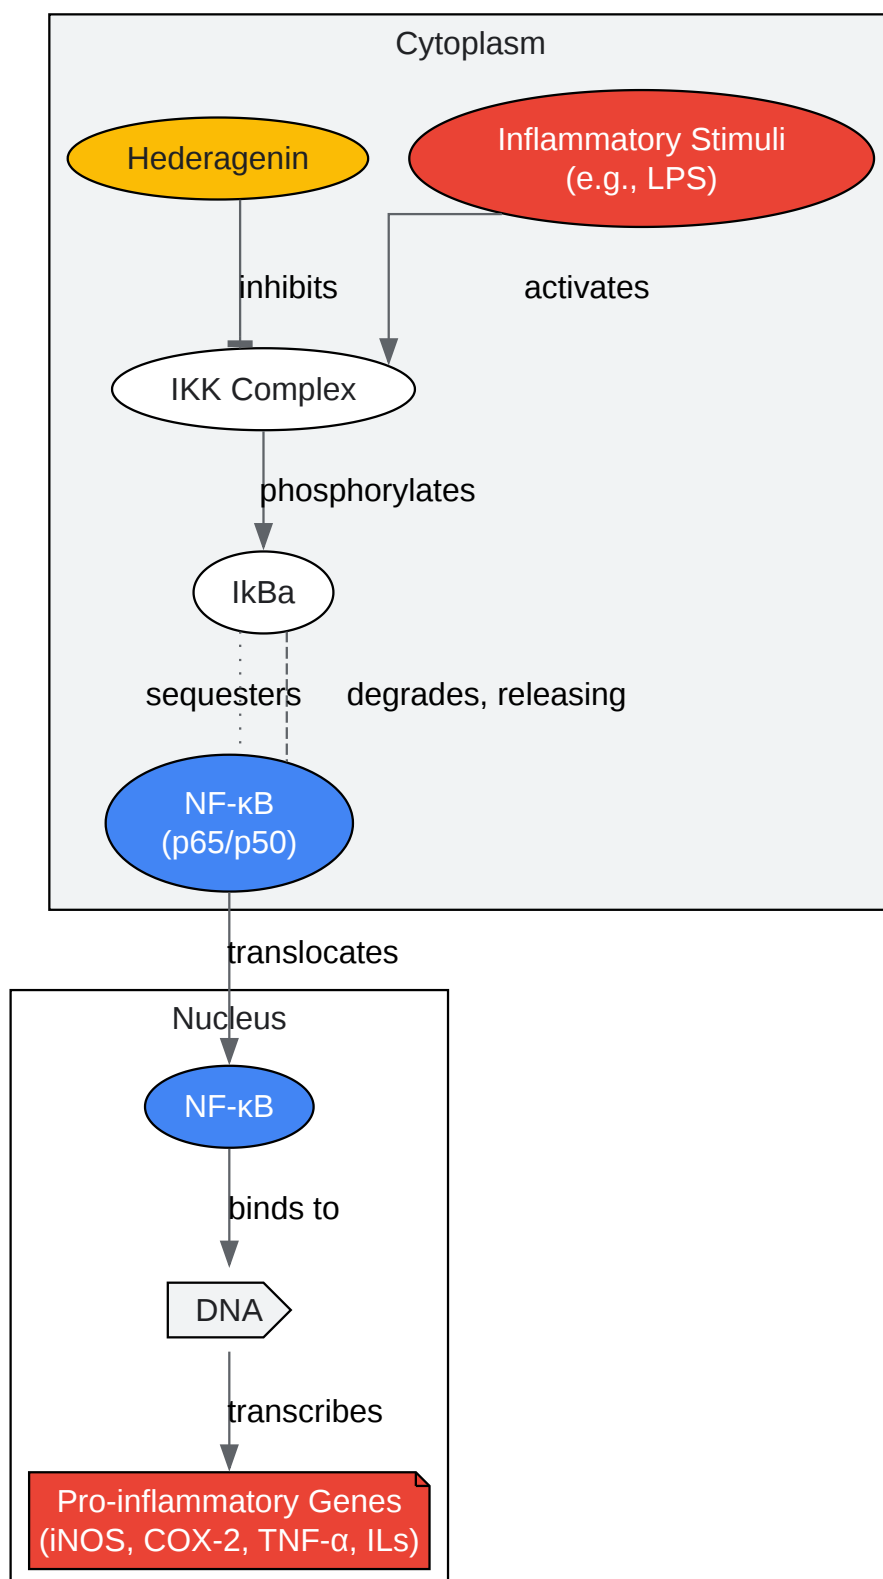 Cytoplasm
Hederagenin
Inflammatory Stimuli
(e.g., LPS)
inhibits
activates
IKK Complex
phosphorylates
IkBa
sequesters
degrades, releasing
NF-κB
(p65/p50)
translocates
Nucleus
NF-κB
binds to
DNA
transcribes
Pro-inflammatory Genes
(iNOS, COX-2, TNF-α, ILs)